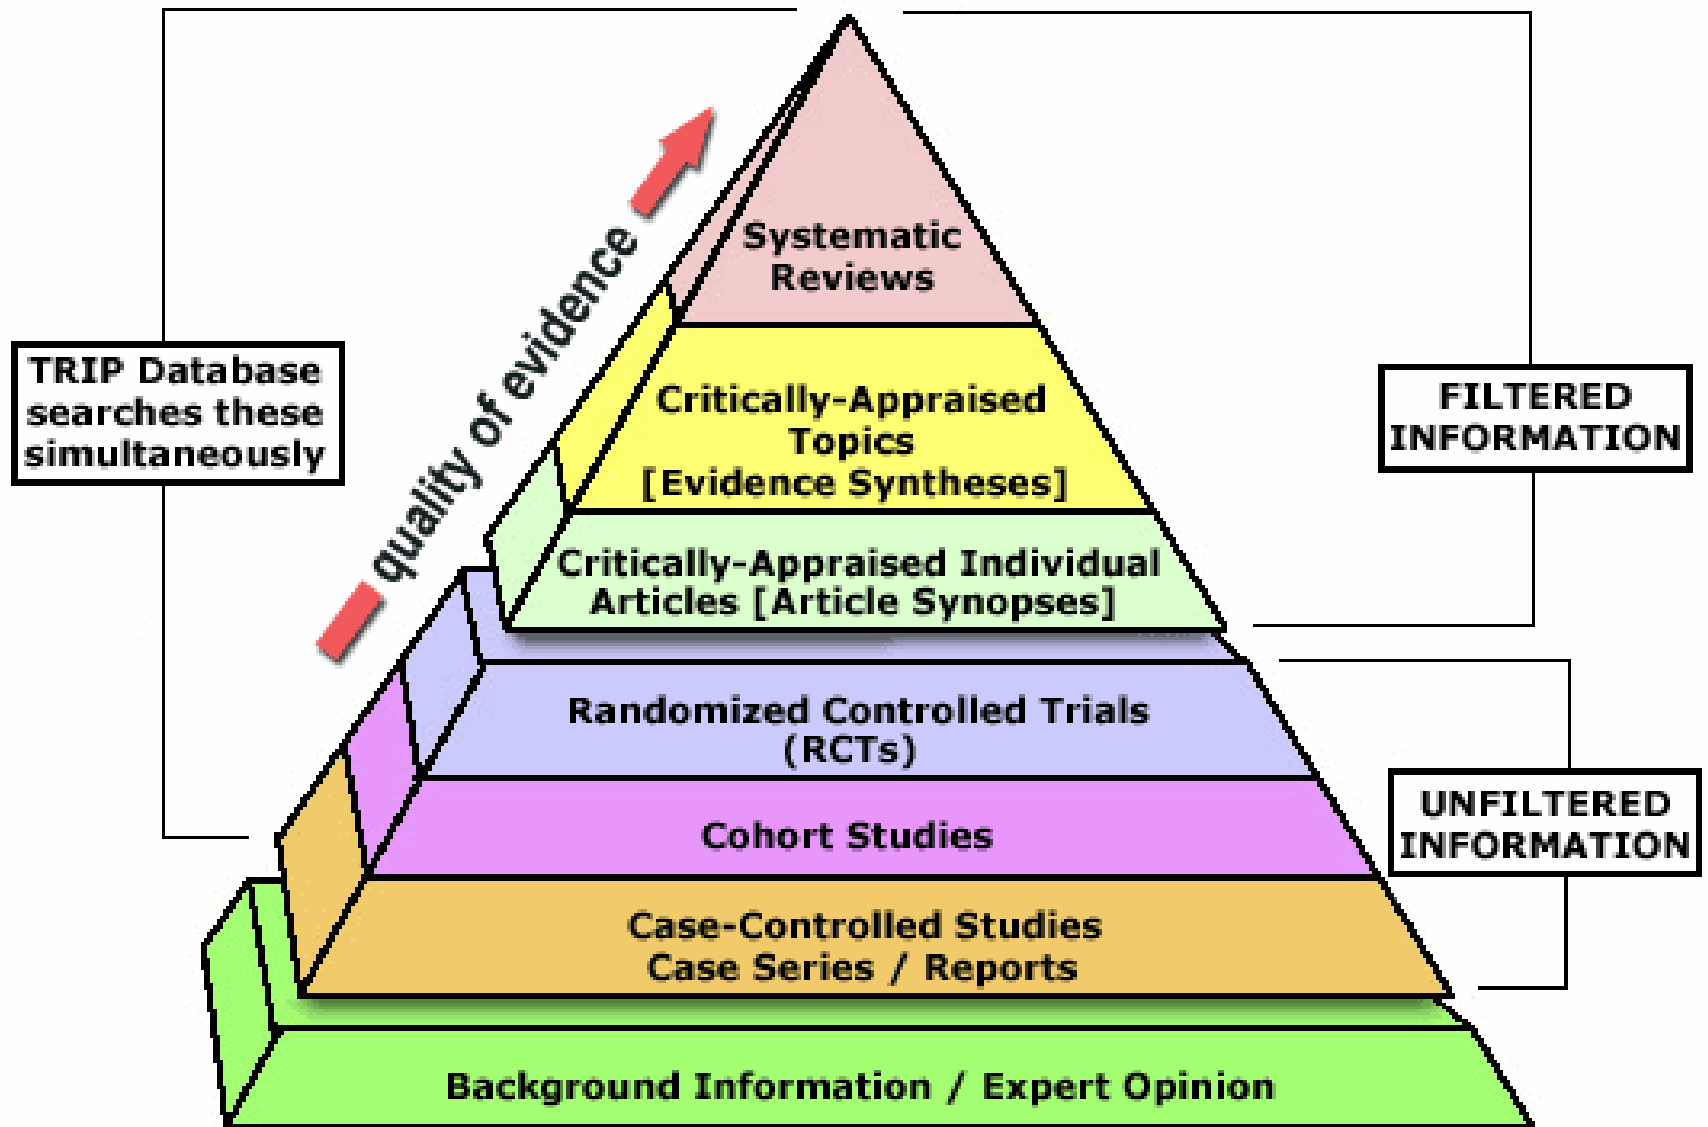 TRIP Database
searches these
simultaneously
quality of evidence
Systematic
Reviews
Critically-Appraised
Topics
[Evidence Syntheses]
Critically-Appraised Individual
Articles [Article Synopses]
Randomized Controlled Trials
(RCTs)
Cohort Studies
Case-Controlled Studies
Case Series / Reports
Background Information / Expert Opinion
FILTERED
INFORMATION
UNFILTERED
INFORMATION